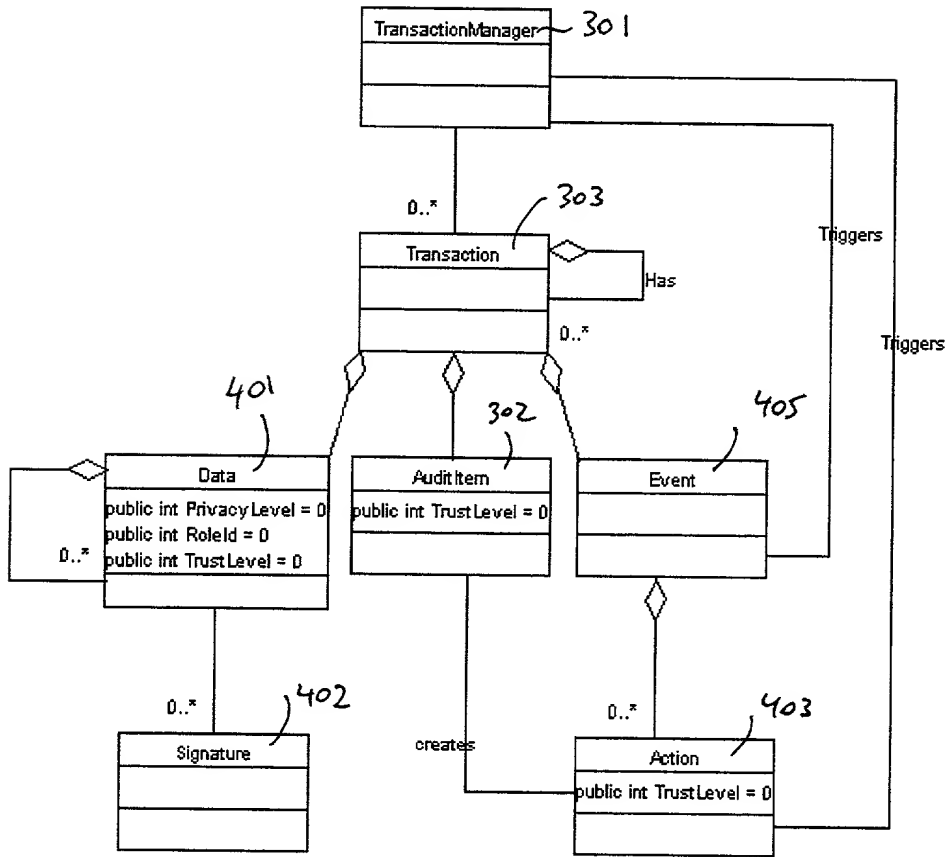 TransactionManager
301
0..*
303
Transaction
Has
0..*
Triggers
Triggers
401
302
405
Data
public int PrivacyLevel = 0
public int RoleId = 0
public int TrustLevel = 0
0..*
AuditItem
public int TrustLevel = 0
Event
0..*
402
Signature
creates
0..*
403
Action
public int TrustLevel = 0